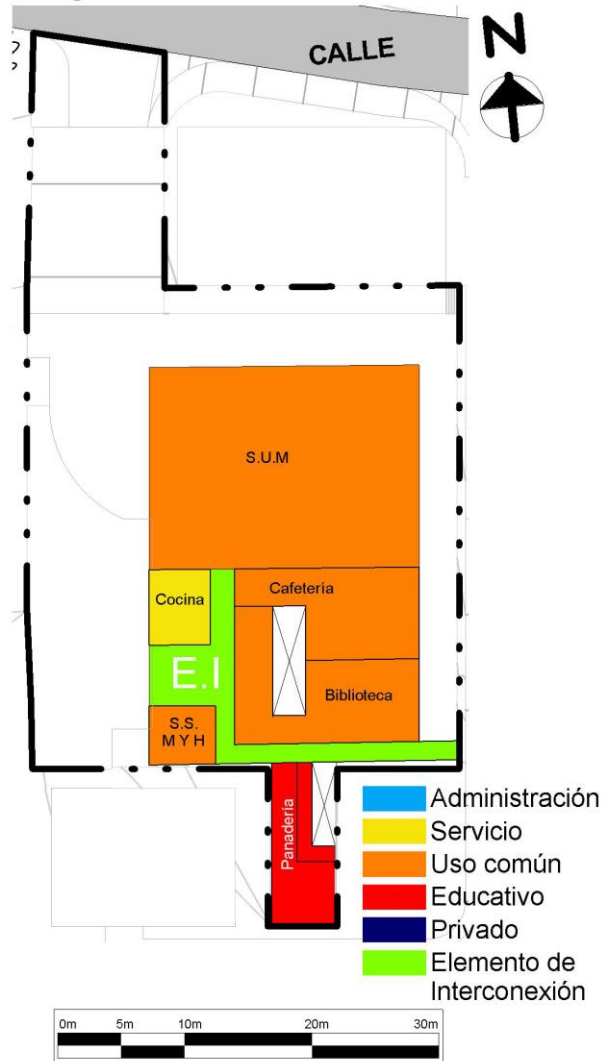 CALLE
N
S.U.M
Cocina
Cafeteria
E.I
Biblioteca
S.S.
M Y H
Panaderia
Administración
Servicio
Uso común
Educativo
Privado
Elemento de
Interconexión
0m 5m 10m 20m 30m